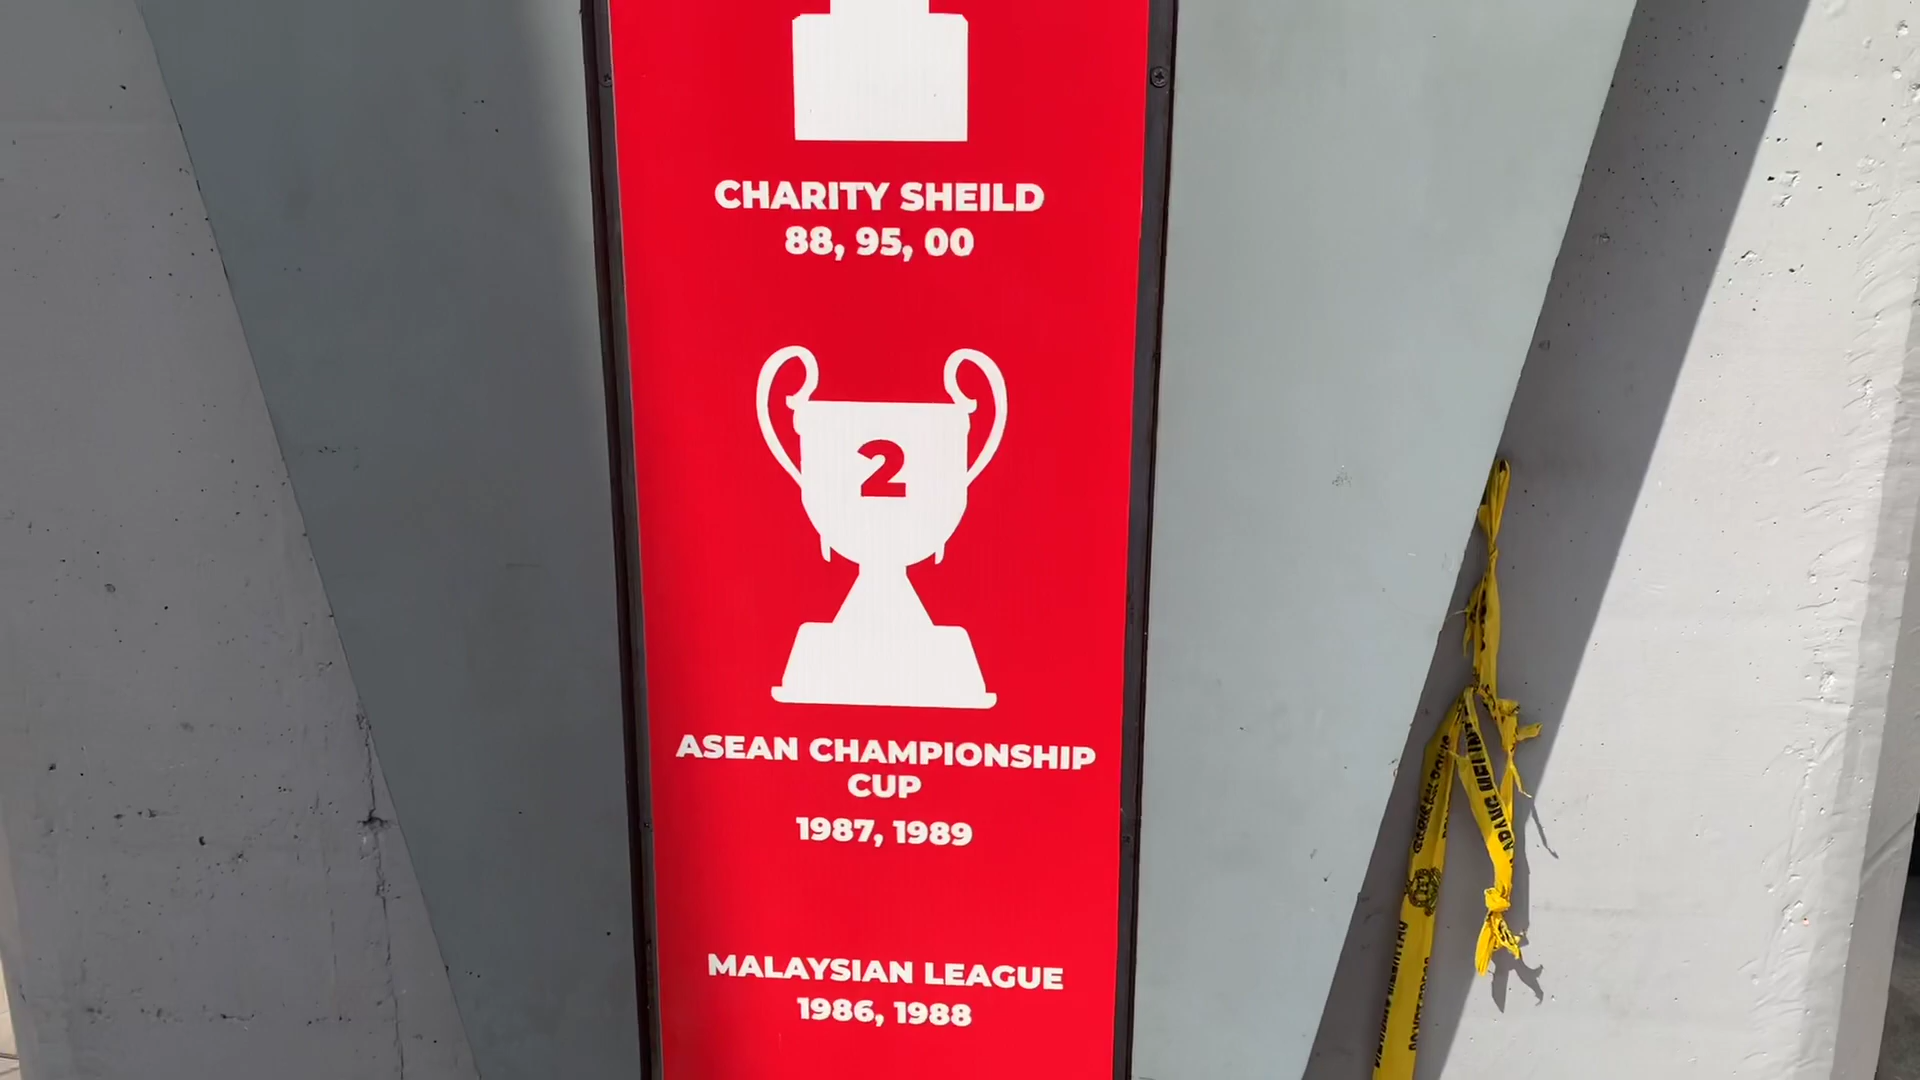 CHARITY SHEILD
88, 95, 00
2
ASEAN CHAMPIONSHIP
CUP
1987, 1989
MALAYSIAN LEAGUE
1986, 1988